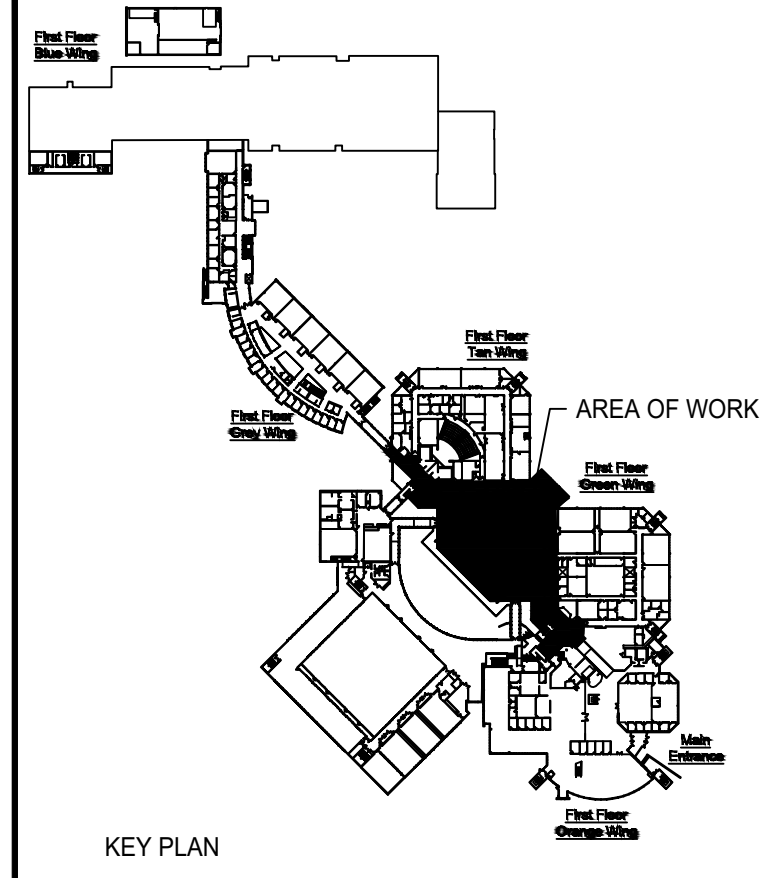 First Floor
Blue Wing
First Floor
Tan Wing
AREA OF WORK
First Floor
Grey Wing
First Floor
Green Wing
Main
Entrance
First Floor
Orange Wing
KEY PLAN